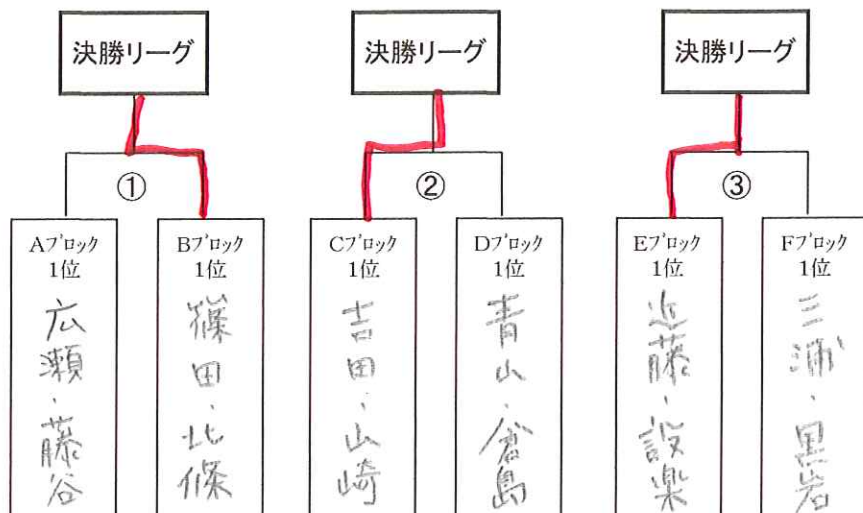 決勝リーグ
決勝リーグ
決勝リーグ
①
②
③
Aブロック
1位
広瀬・藤谷
Bブロック
1位
篠田・北條
Cブロック
1位
吉田・山崎
Dブロック
1位
青山・倉島
Eブロック
1位
近藤・設楽
Fブロック
1位
三浦・黒岩